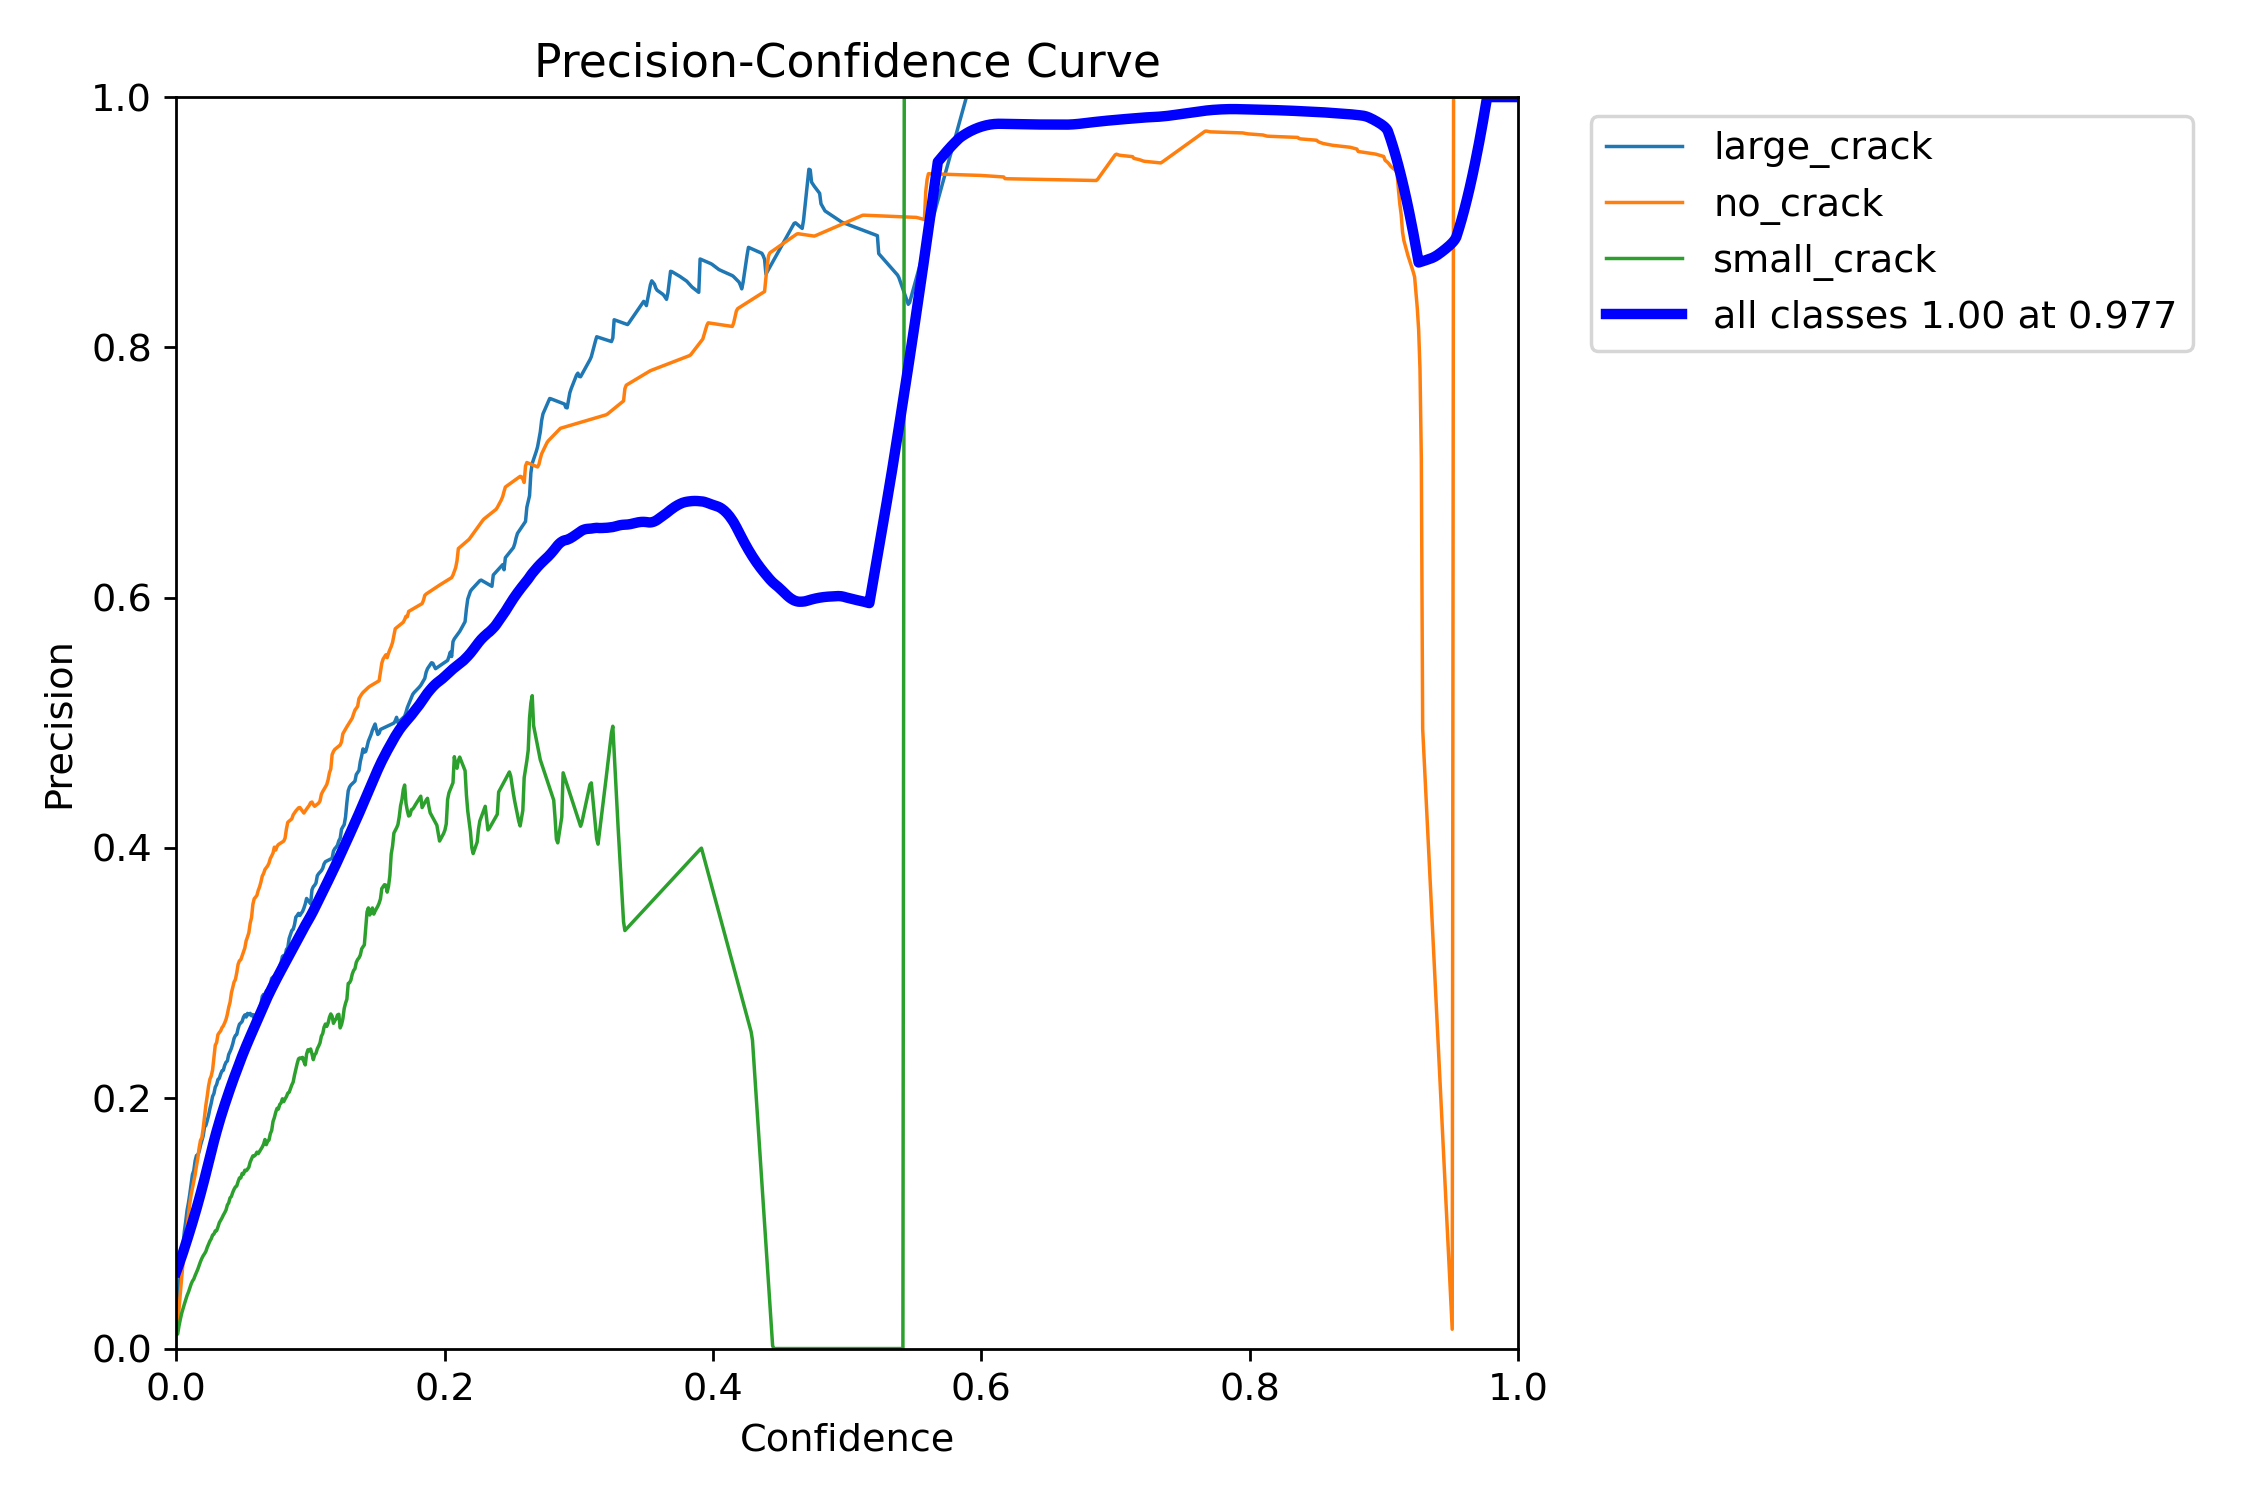 Precision-Confidence Curve
1.0
0.8
0.6
0.4
0.2
0.0
Precision
0.0 0.2 0.4 0.6 0.8 1.0
Confidence
large_crack
no_crack
small_crack
all classes 1.00 at 0.977